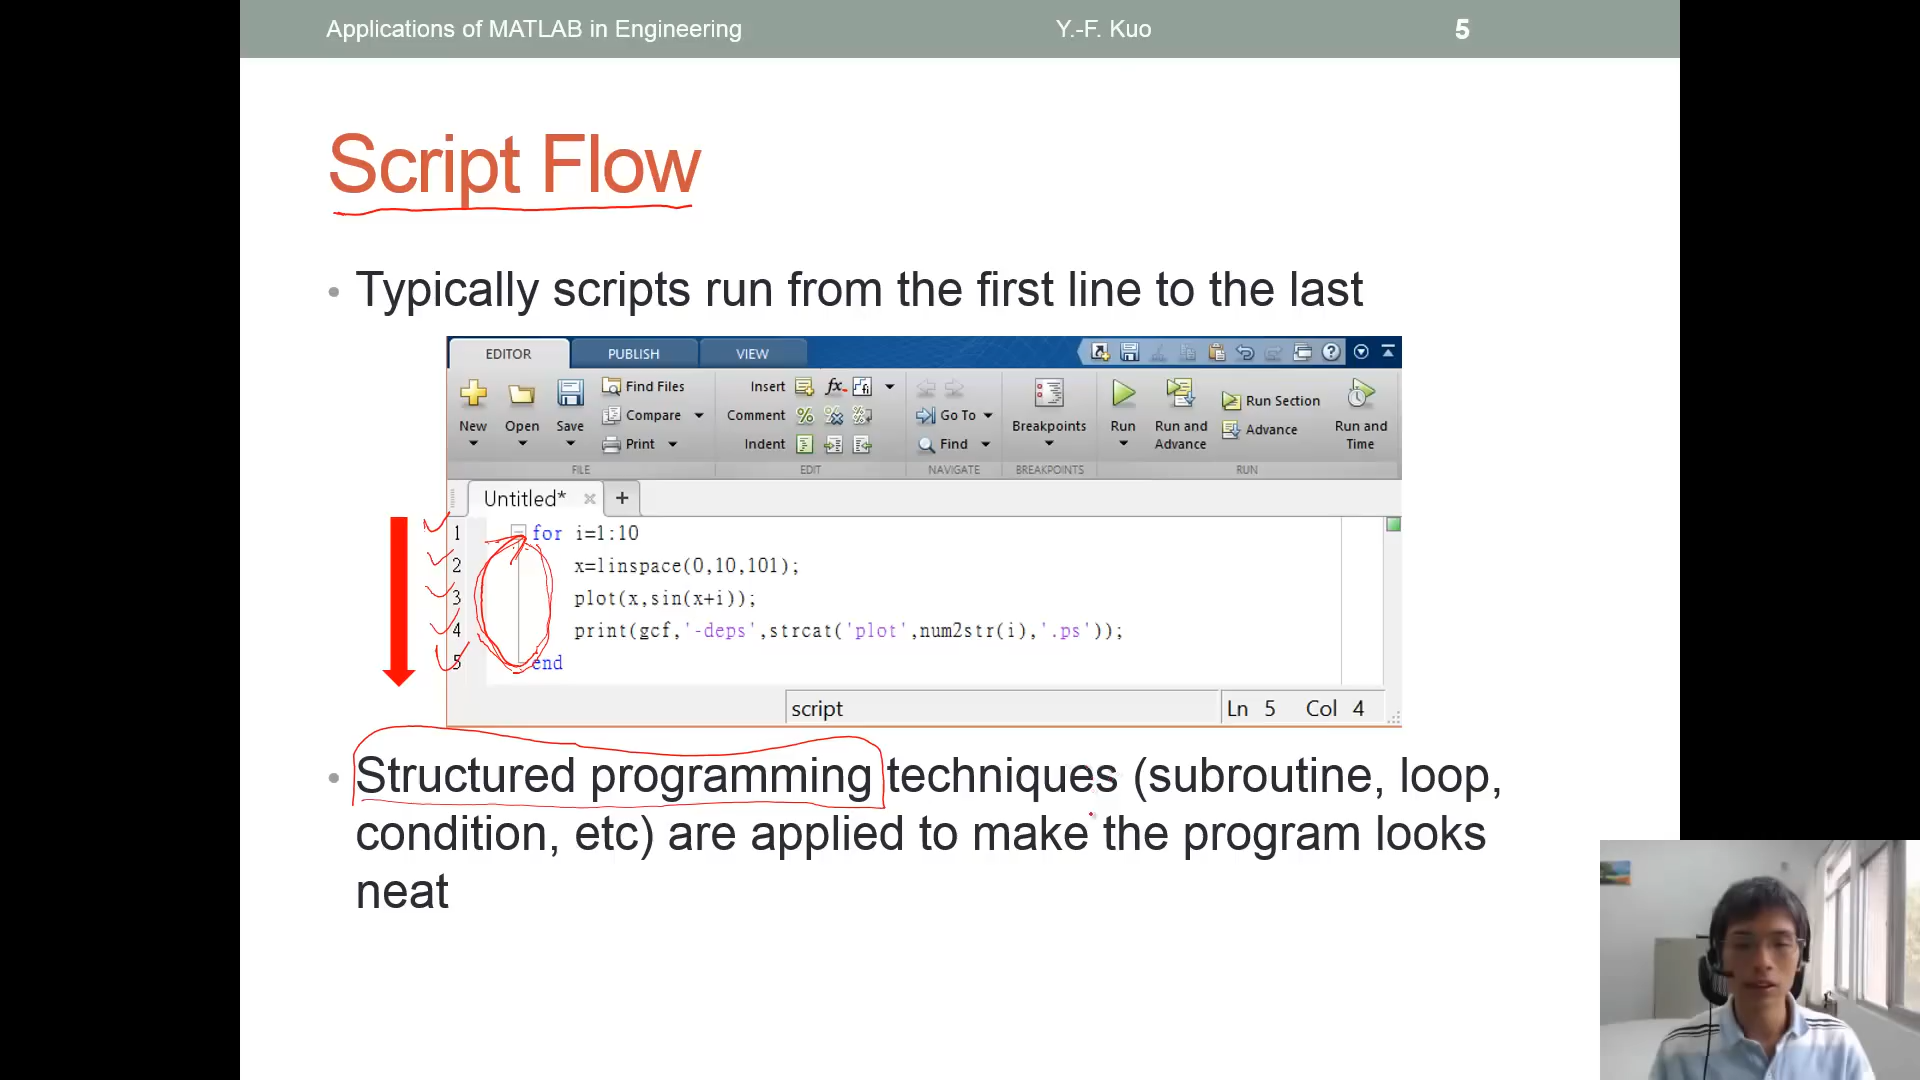 Applications of MATLAB in Engineering Y.-F. Kuo 5
Script Flow
• Typically scripts run from the first line to the last
EDITOR PUBLISH VIEW
New Open Save Find Files Compare Print
Insert fx Comment Indent
Go To Find
Breakpoints
Run Run and Advance Run Section Advance Run and Time
FILE EDIT NAVIGATE BREAKPOINTS RUN
Untitled* × +
1 for i=1:10
2 x=linspace(0,10,101);
3 plot(x,sin(x+i));
4 print(gcf,'-deps',strcat('plot',num2str(i),'.ps'));
5 end
script Ln 5 Col 4
• Structured programming techniques (subroutine, loop,
condition, etc) are applied to make the program looks
neat